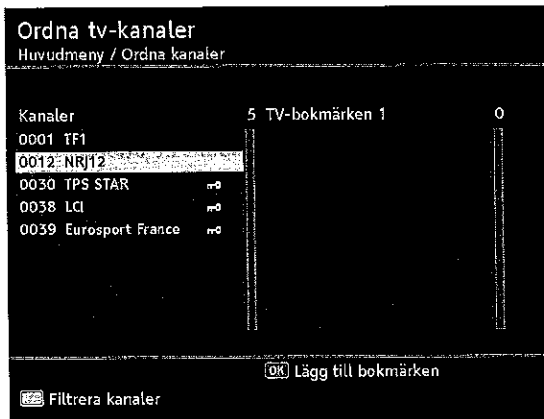 Ordna tv-kanaler
Huvudmeny / Ordna kanaler
Kanaler 5 TV-bokmärken 1 0
0001 TF1
0012 NRJ12
0030 TPS STAR
0038 LCI
0039 Eurosport France
OK Lägg till bokmärken
Filtrera kanaler